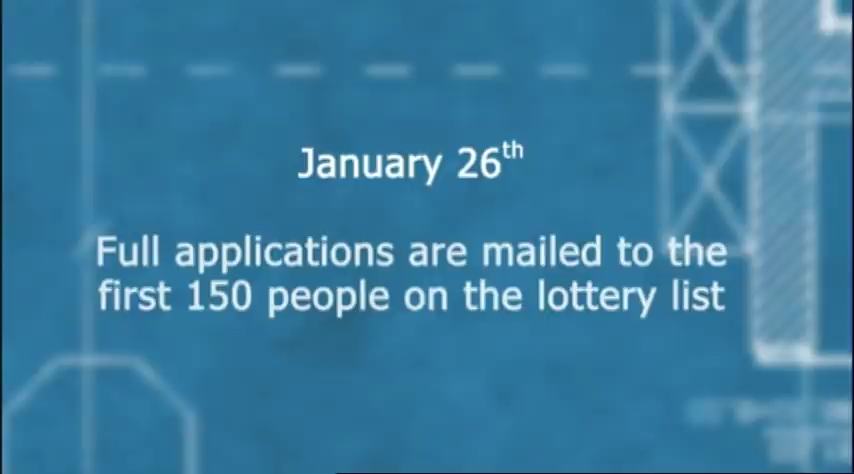 January 26th
Full applications are mailed to the
first 150 people on the lottery list